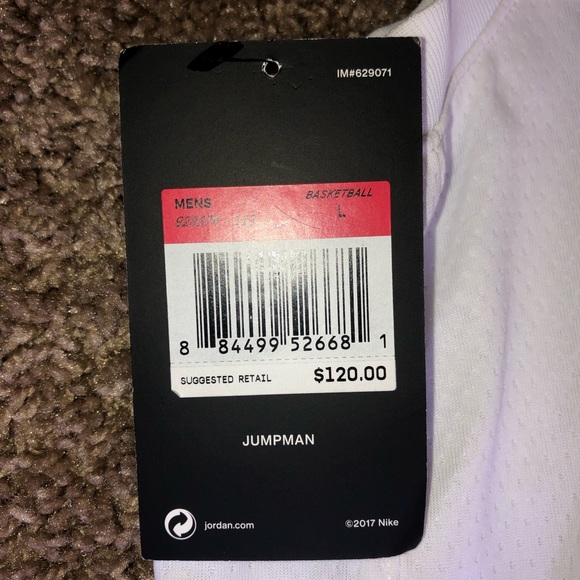 IM#629071
MENS BASKETBALL
L
8 84499 52668 1
SUGGESTED RETAIL $120.00
JUMPMAN
jordan.com ©2017 Nike